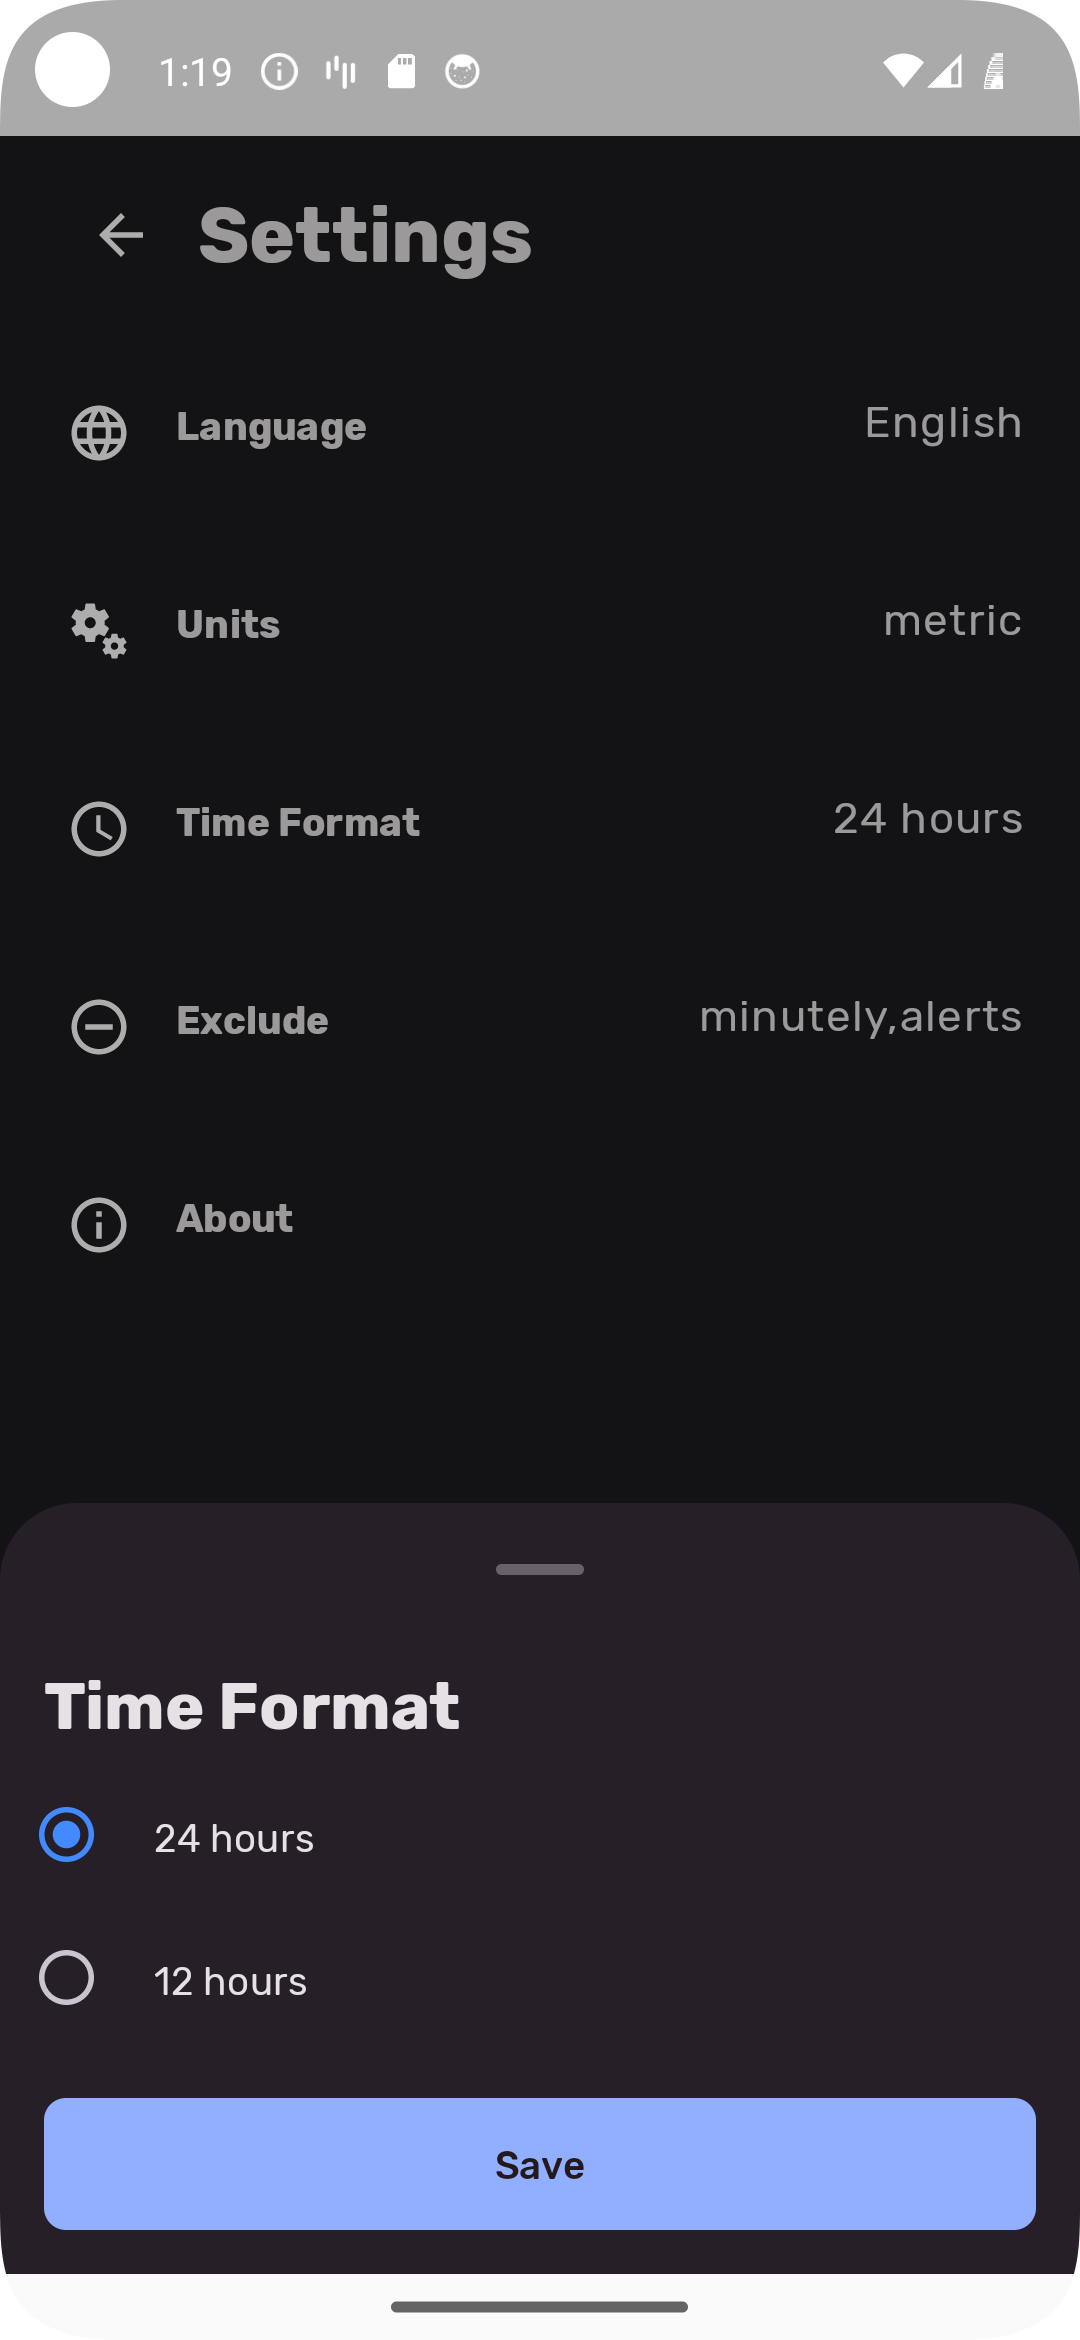 1:19
Settings
Language English
Units metric
Time Format 24 hours
Exclude minutely,alerts
About
Time Format
24 hours
12 hours
Save